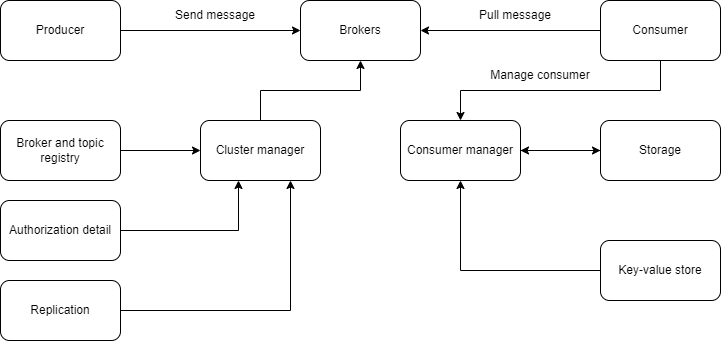 Producer
Send message
Brokers
Pull message
Consumer
Manage consumer
Broker and topic
registry
Cluster manager
Consumer manager
Storage
Authorization detail
Key-value store
Replication